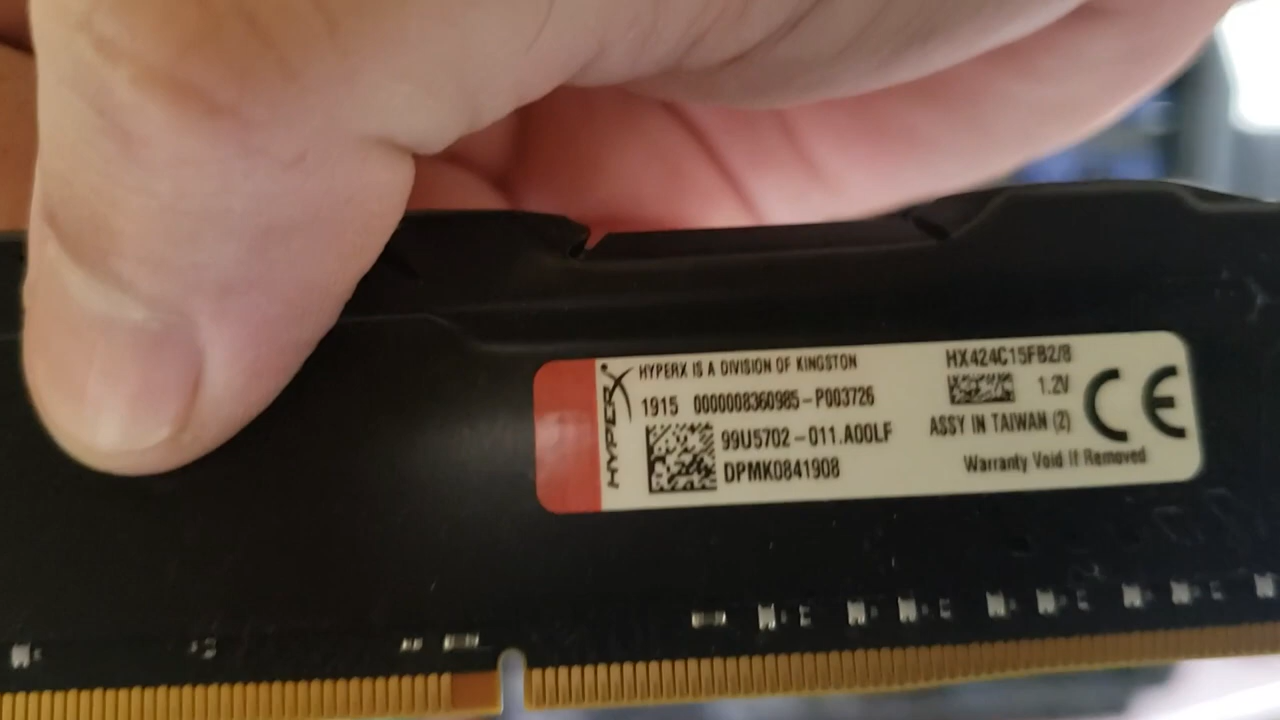 HYPERX
HYPERX IS A DIVISION OF KINGSTON
1915 0000008360985-P003726
99U5702-011.A00LF
DPMK0841908
HX424C15FB2/8
1.2V
ASSY IN TAIWAN (2)
CE
Warranty Void If Removed